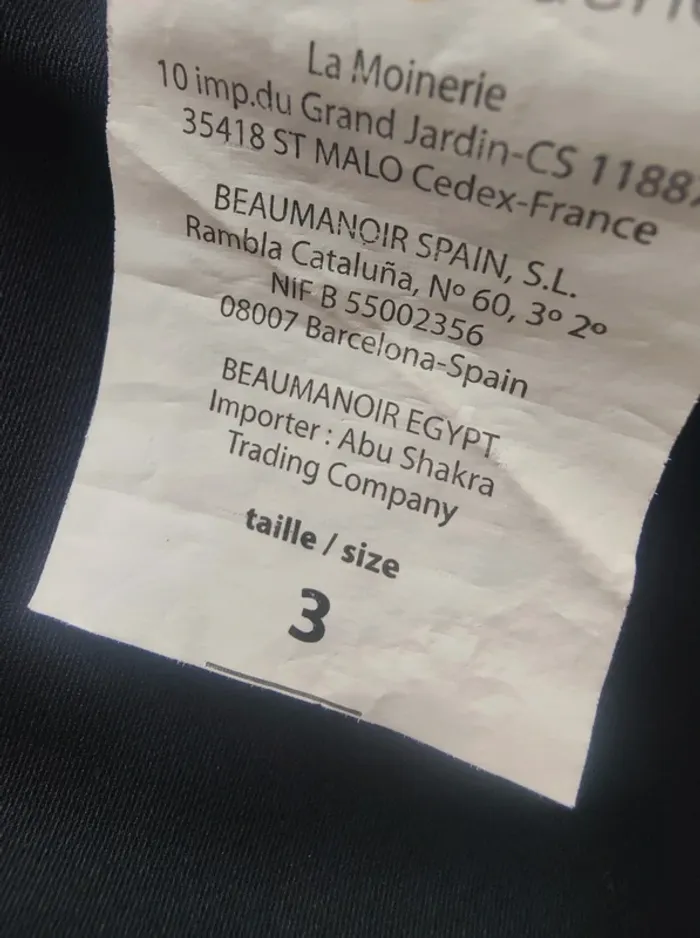 La Moinerie
10 imp.du Grand Jardin-CS 11887
35418 ST MALO Cedex-France
BEAUMANOIR SPAIN, S.L.
Rambla Cataluña, Nº 60, 3º 2º
NIF B 55002356
08007 Barcelona-Spain
BEAUMANOIR EGYPT
Importer : Abu Shakra
Trading Company
taille / size
3